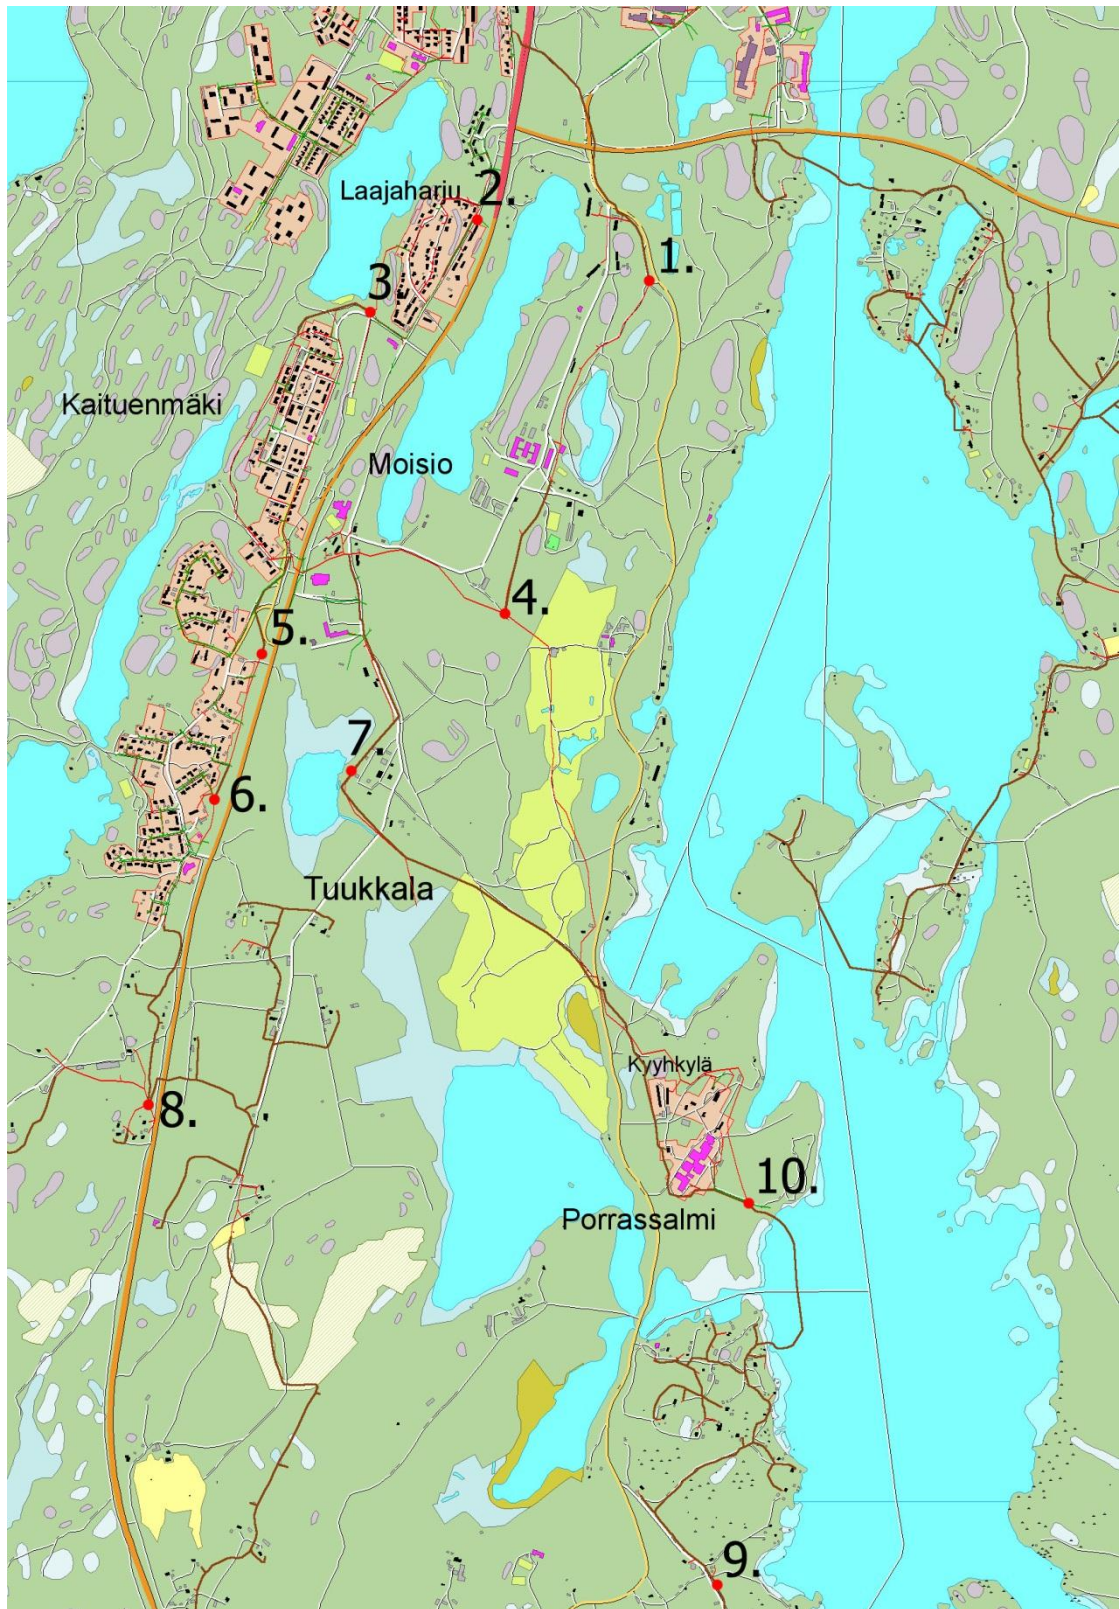 Laajaharju
2.
1.
3.
Kaituenmäki
Moisio
4.
5.
7
6.
Tuukkala
Kyyhkylä
8.
10.
Porrassalmi
9.